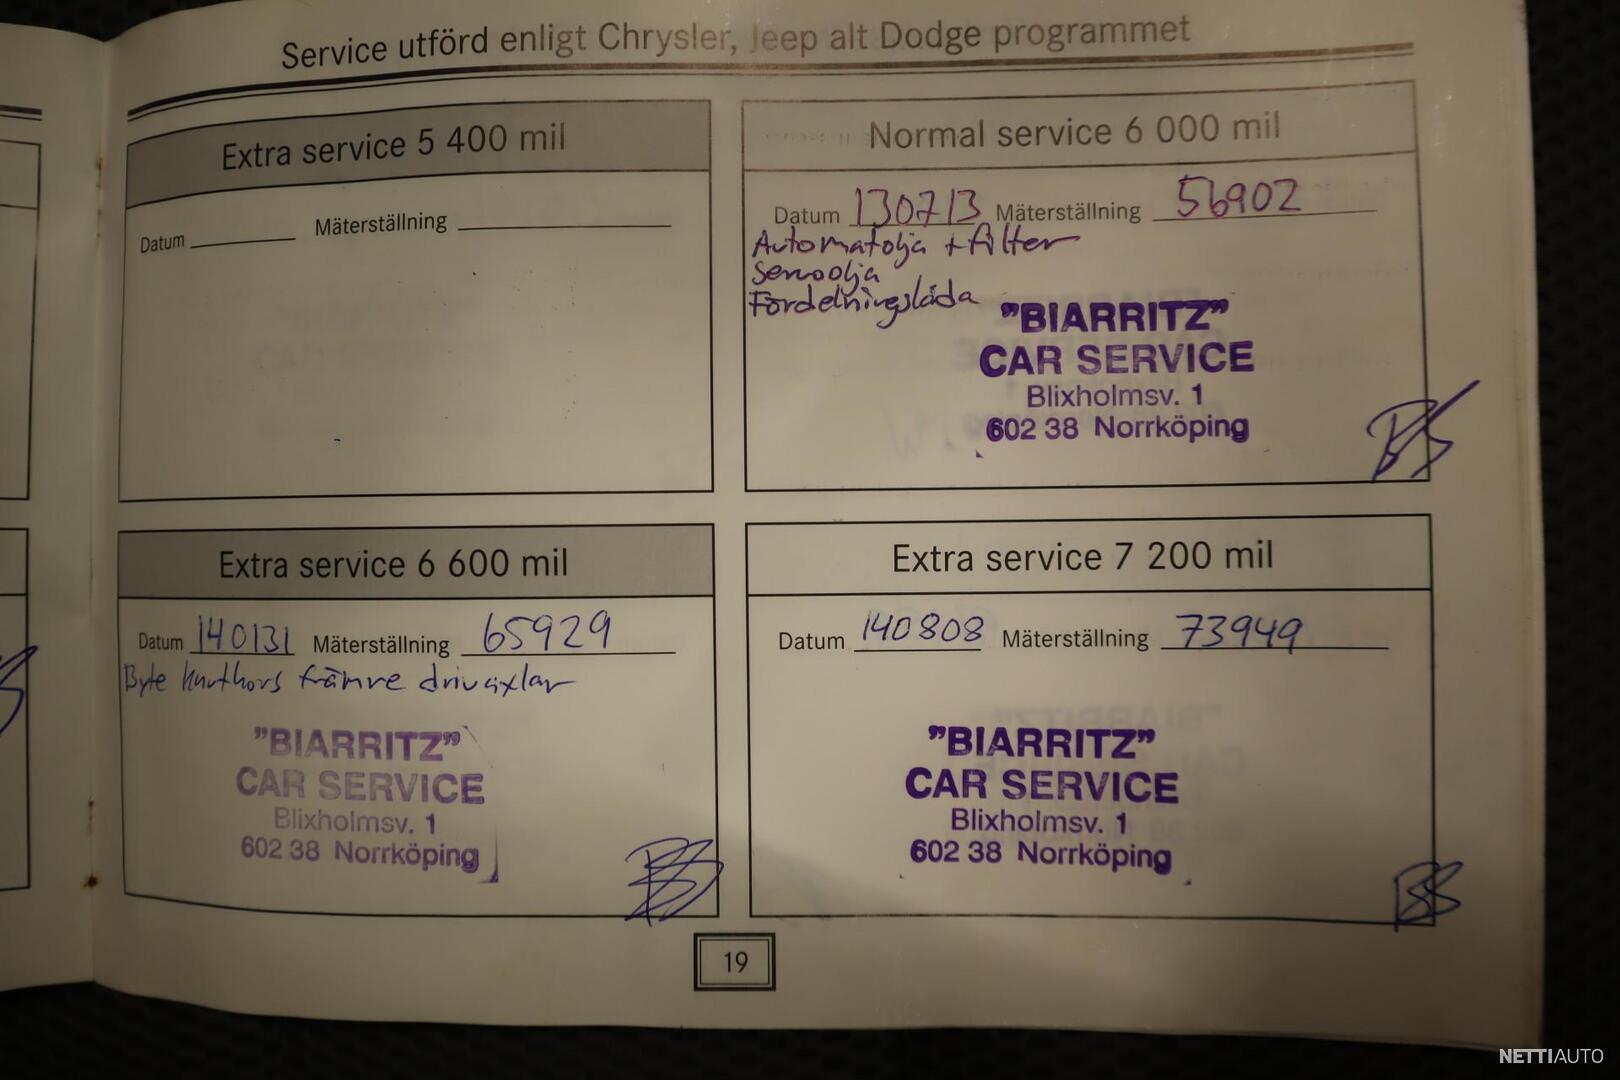 Service utförd enligt Chrysler, Jeep alt Dodge programmet
Extra service 5 400 mil
Datum Mäterställning
Normal service 6 000 mil
Datum 130713 Mäterställning 56902
Automatolja + filter
Servoolja
Fördelningslåda
"BIARRITZ"
CAR SERVICE
Blixholmsv. 1
602 38 Norrköping
BS
Extra service 6 600 mil
Datum 140131 Mäterställning 65929
Byte främre drivaxlar
"BIARRITZ"
CAR SERVICE
Blixholmsv. 1
602 38 Norrköping
BS
Extra service 7 200 mil
Datum 140808 Mäterställning 73949
"BIARRITZ"
CAR SERVICE
Blixholmsv. 1
602 38 Norrköping
BS
19
NETTIAUTO